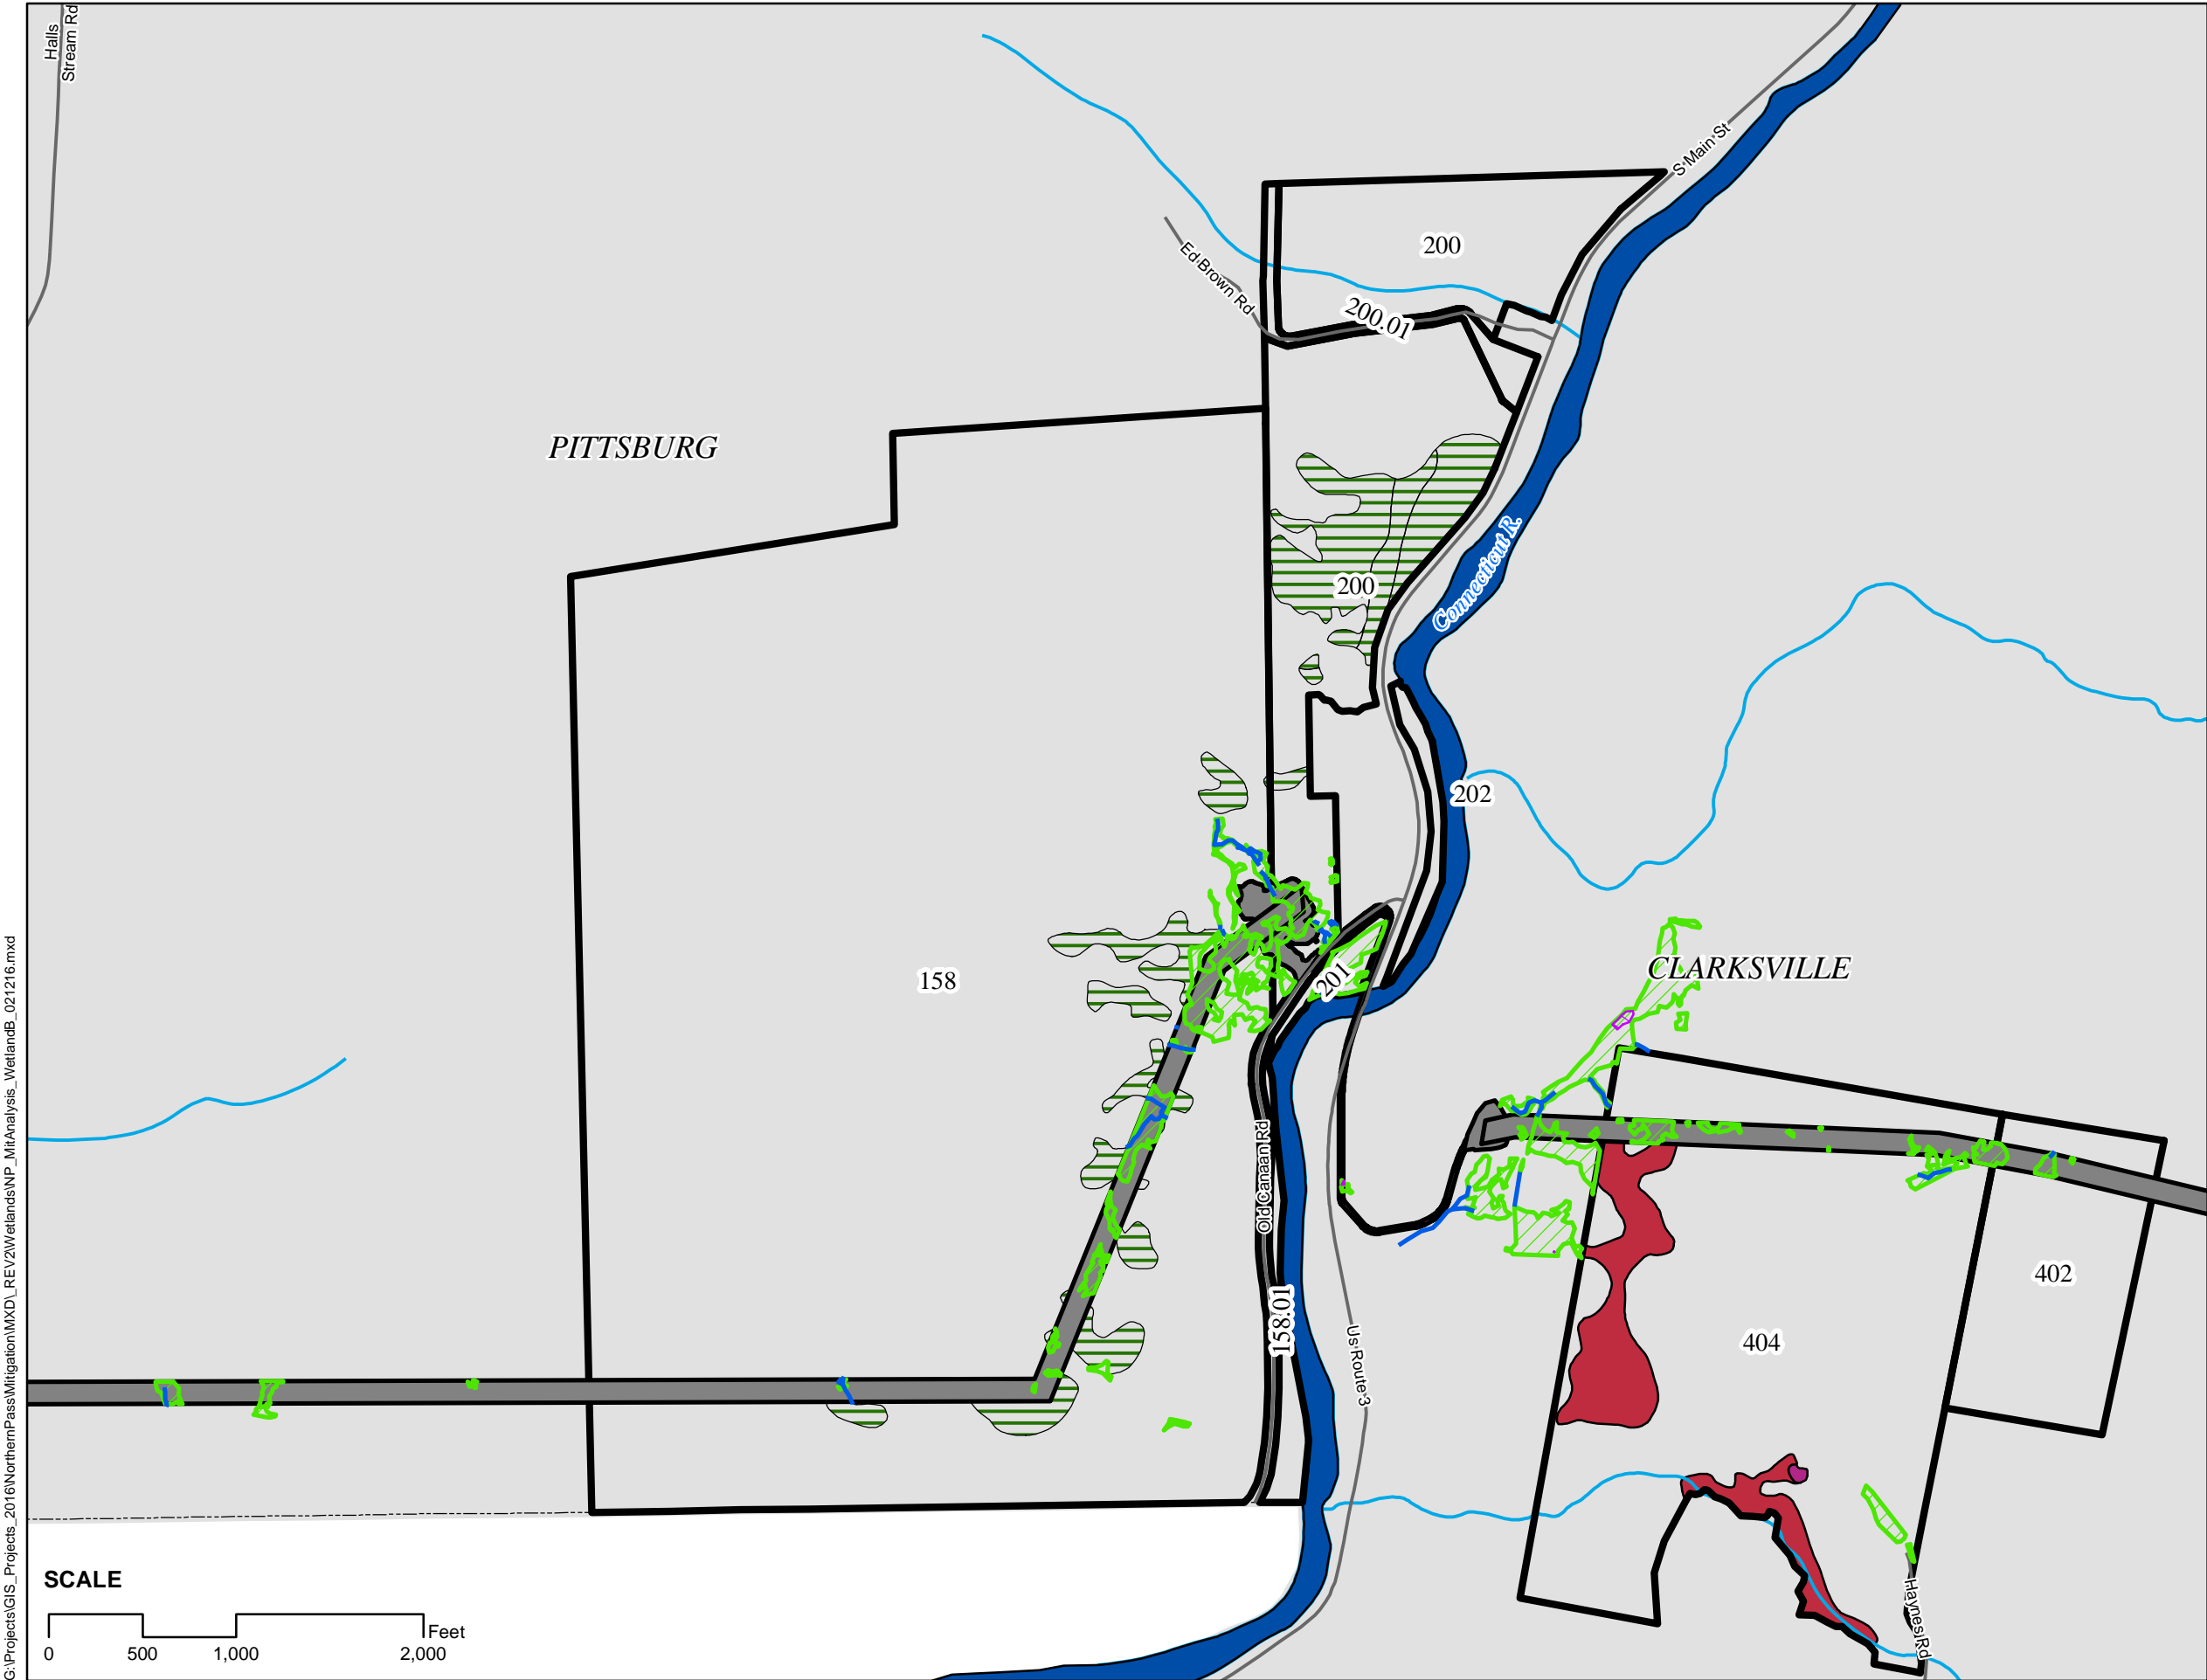 Halls
Stream Rd
S Main St
200
Ed Brown Rd
200.01
PITTSBURG
Connecticut R.
200
202
158
201
CLARKSVILLE
Old Canaan Rd
402
158.01
Us Route 3
404
Haynes Rd
SCALE
Feet
0 500 1,000 2,000
G:\Projects\GIS_Projects_2016\NorthernPass\Mitigation\MXD\_REV2\Wetlands\NP_MitAnalysis_WetlandB_021216.mxd